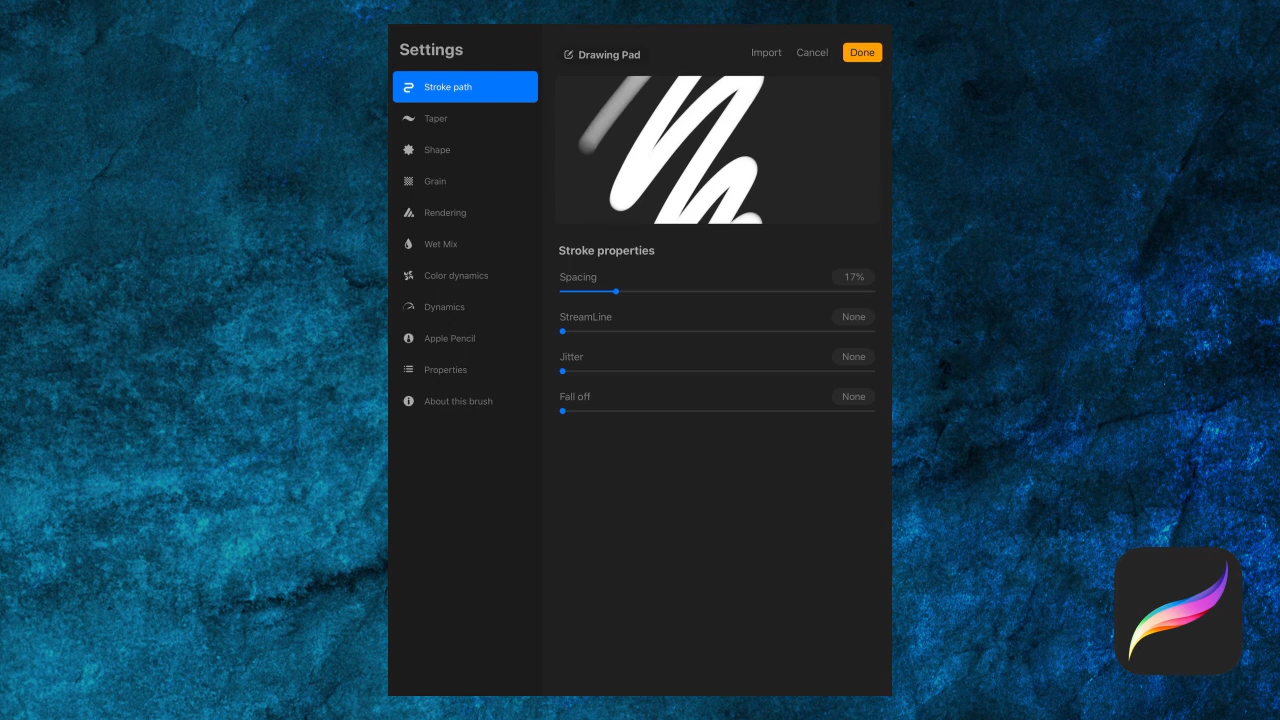 Settings
Stroke path
Taper
Shape
Grain
Rendering
Wet Mix
Color dynamics
Dynamics
Apple Pencil
Properties
About this brush
Drawing Pad
Import Cancel Done
Stroke properties
Spacing 17%
StreamLine None
Jitter None
Fall off None